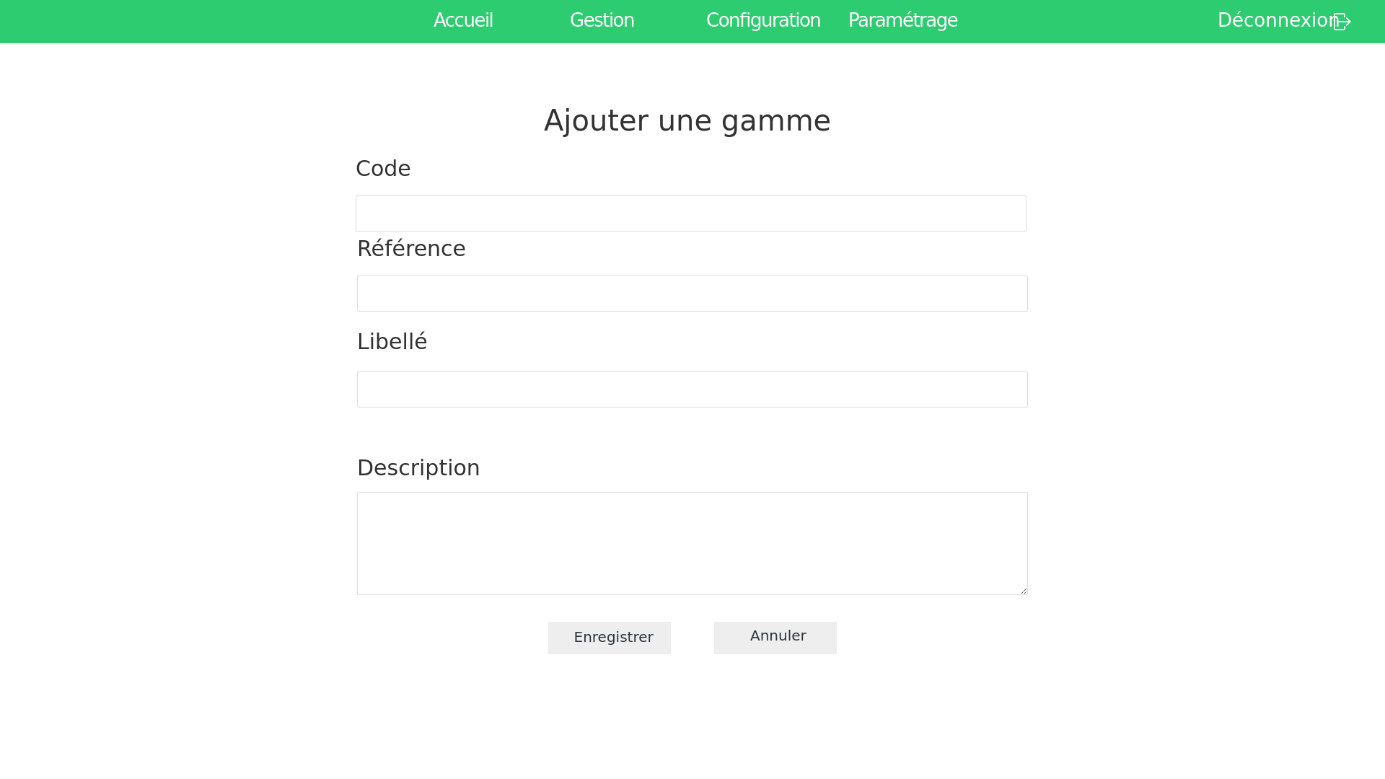 Accueil Gestion Configuration Paramétrage Déconnexion
Ajouter une gamme
Code
Référence
Libellé
Description
Enregistrer Annuler